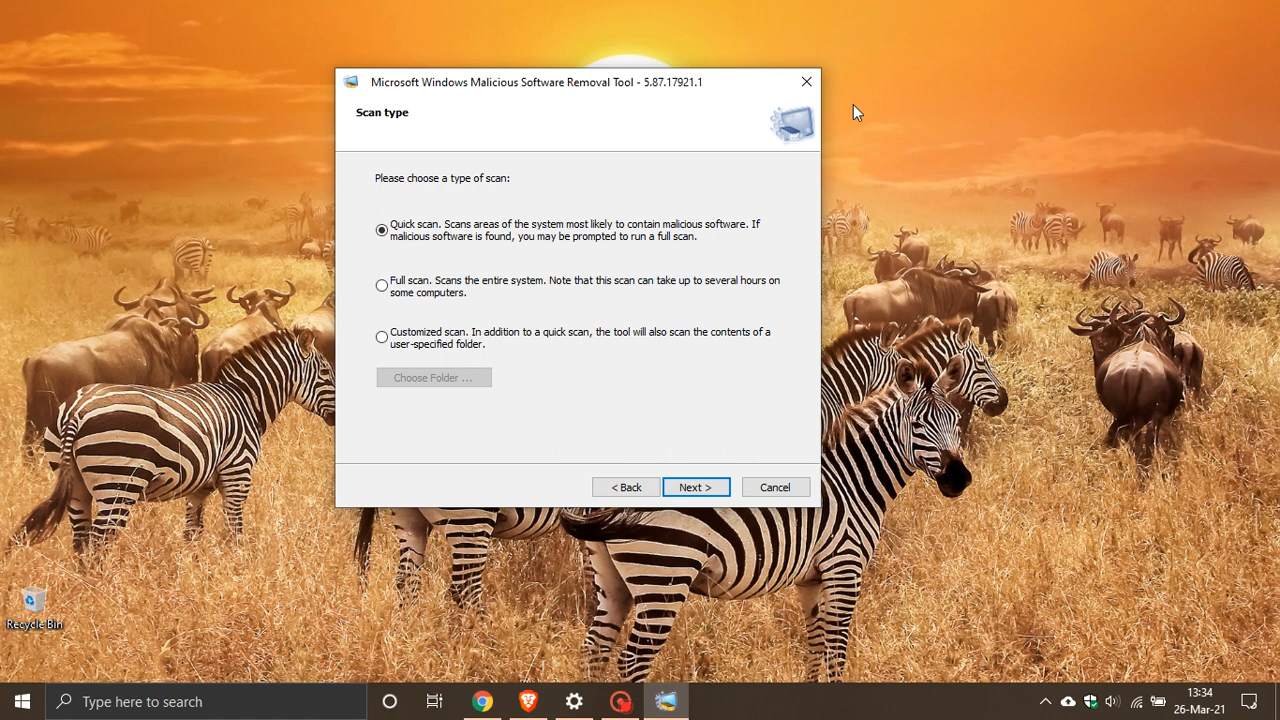 Microsoft Windows Malicious Software Removal Tool - 5.87.17921.1
Scan type
Please choose a type of scan:
Quick scan. Scans areas of the system most likely to contain malicious software. If
malicious software is found, you may be prompted to run a full scan.
Full scan. Scans the entire system. Note that this scan can take up to several hours on
some computers.
Customized scan. In addition to a quick scan, the tool will also scan the contents of a
user-specified folder.
Choose Folder ...
< Back
Next >
Cancel
Recycle Bin
Type here to search
13:34
26-Mar-21